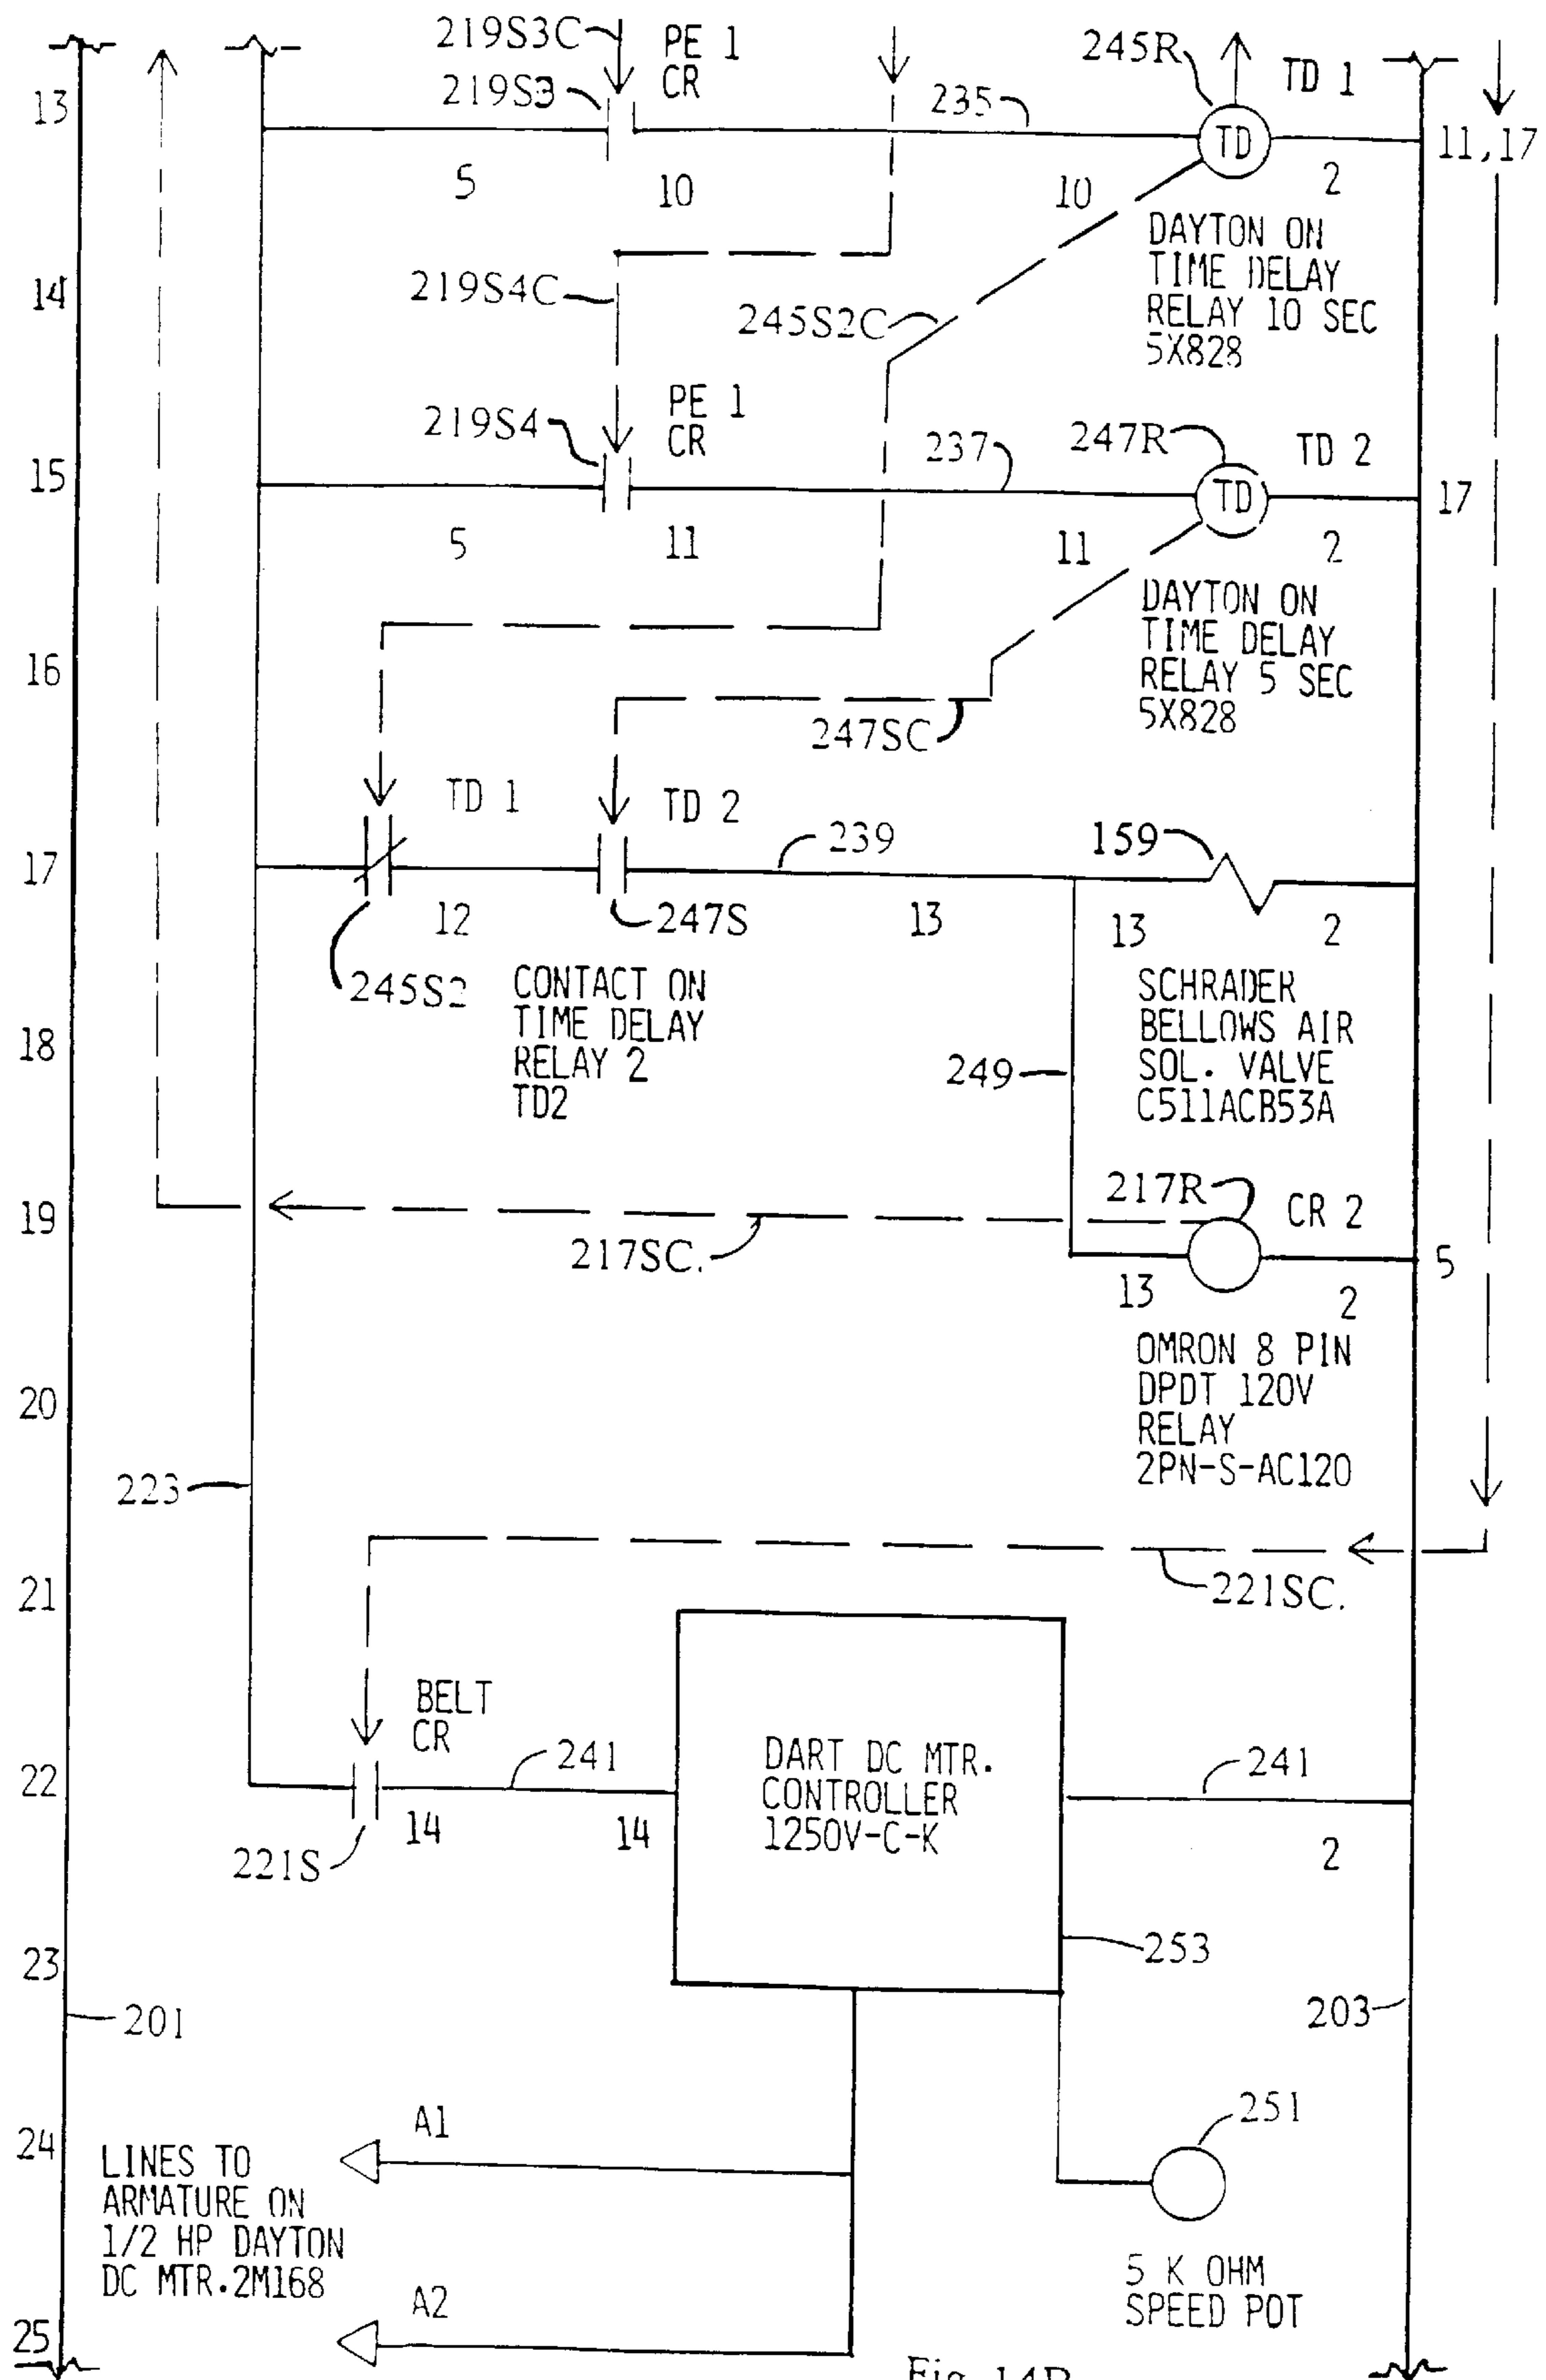 219S3C
PE 1
CR
245R
TD 1
13
219S3
235
TD
11,17
5
10
10
2
DAYTON ON
TIME DELAY
RELAY 10 SEC
5X828
14
219S4C
245S2C
PE 1
CR
219S4
237
247R
TD 2
15
TD
17
5
11
11
2
DAYTON ON
TIME DELAY
RELAY 5 SEC
5X828
16
247SC
TD 1
TD 2
239
159
17
12
247S
13
13
2
245S2
CONTACT ON
TIME DELAY
RELAY 2
TD2
SCHRADER
BELLOWS AIR
SOL. VALVE
C511ACB53A
18
249
217R
CR 2
19
217SC.
5
13
2
OMRON 8 PIN
DPDT 120V
RELAY
2PN-S-AC120
20
223
21
221SC.
BELT
CR
22
241
DART DC MTR.
CONTROLLER
1250V-C-K
241
14
14
2
221S
23
253
201
203
24
A1
251
LINES TO
ARMATURE ON
1/2 HP DAYTON
DC MTR.2M168
5 K OHM
SPEED POT
A2
25
Fig. 14B